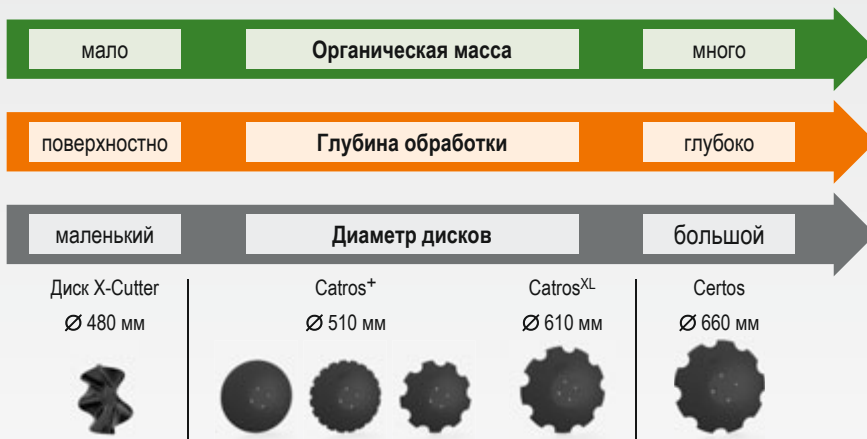 мало Органическая масса много
поверхностно Глубина обработки глубоко
маленький Диаметр дисков большой
Диск X-Cutter Catros+ CatrosXL Certos
Ø 480 мм Ø 510 мм Ø 610 мм Ø 660 мм